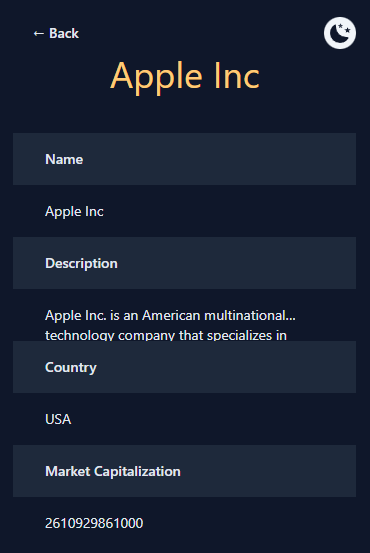 ← Back
Apple Inc
Name
Apple Inc
Description
Apple Inc. is an American multinational...
technology company that specializes in
Country
USA
Market Capitalization
2610929861000